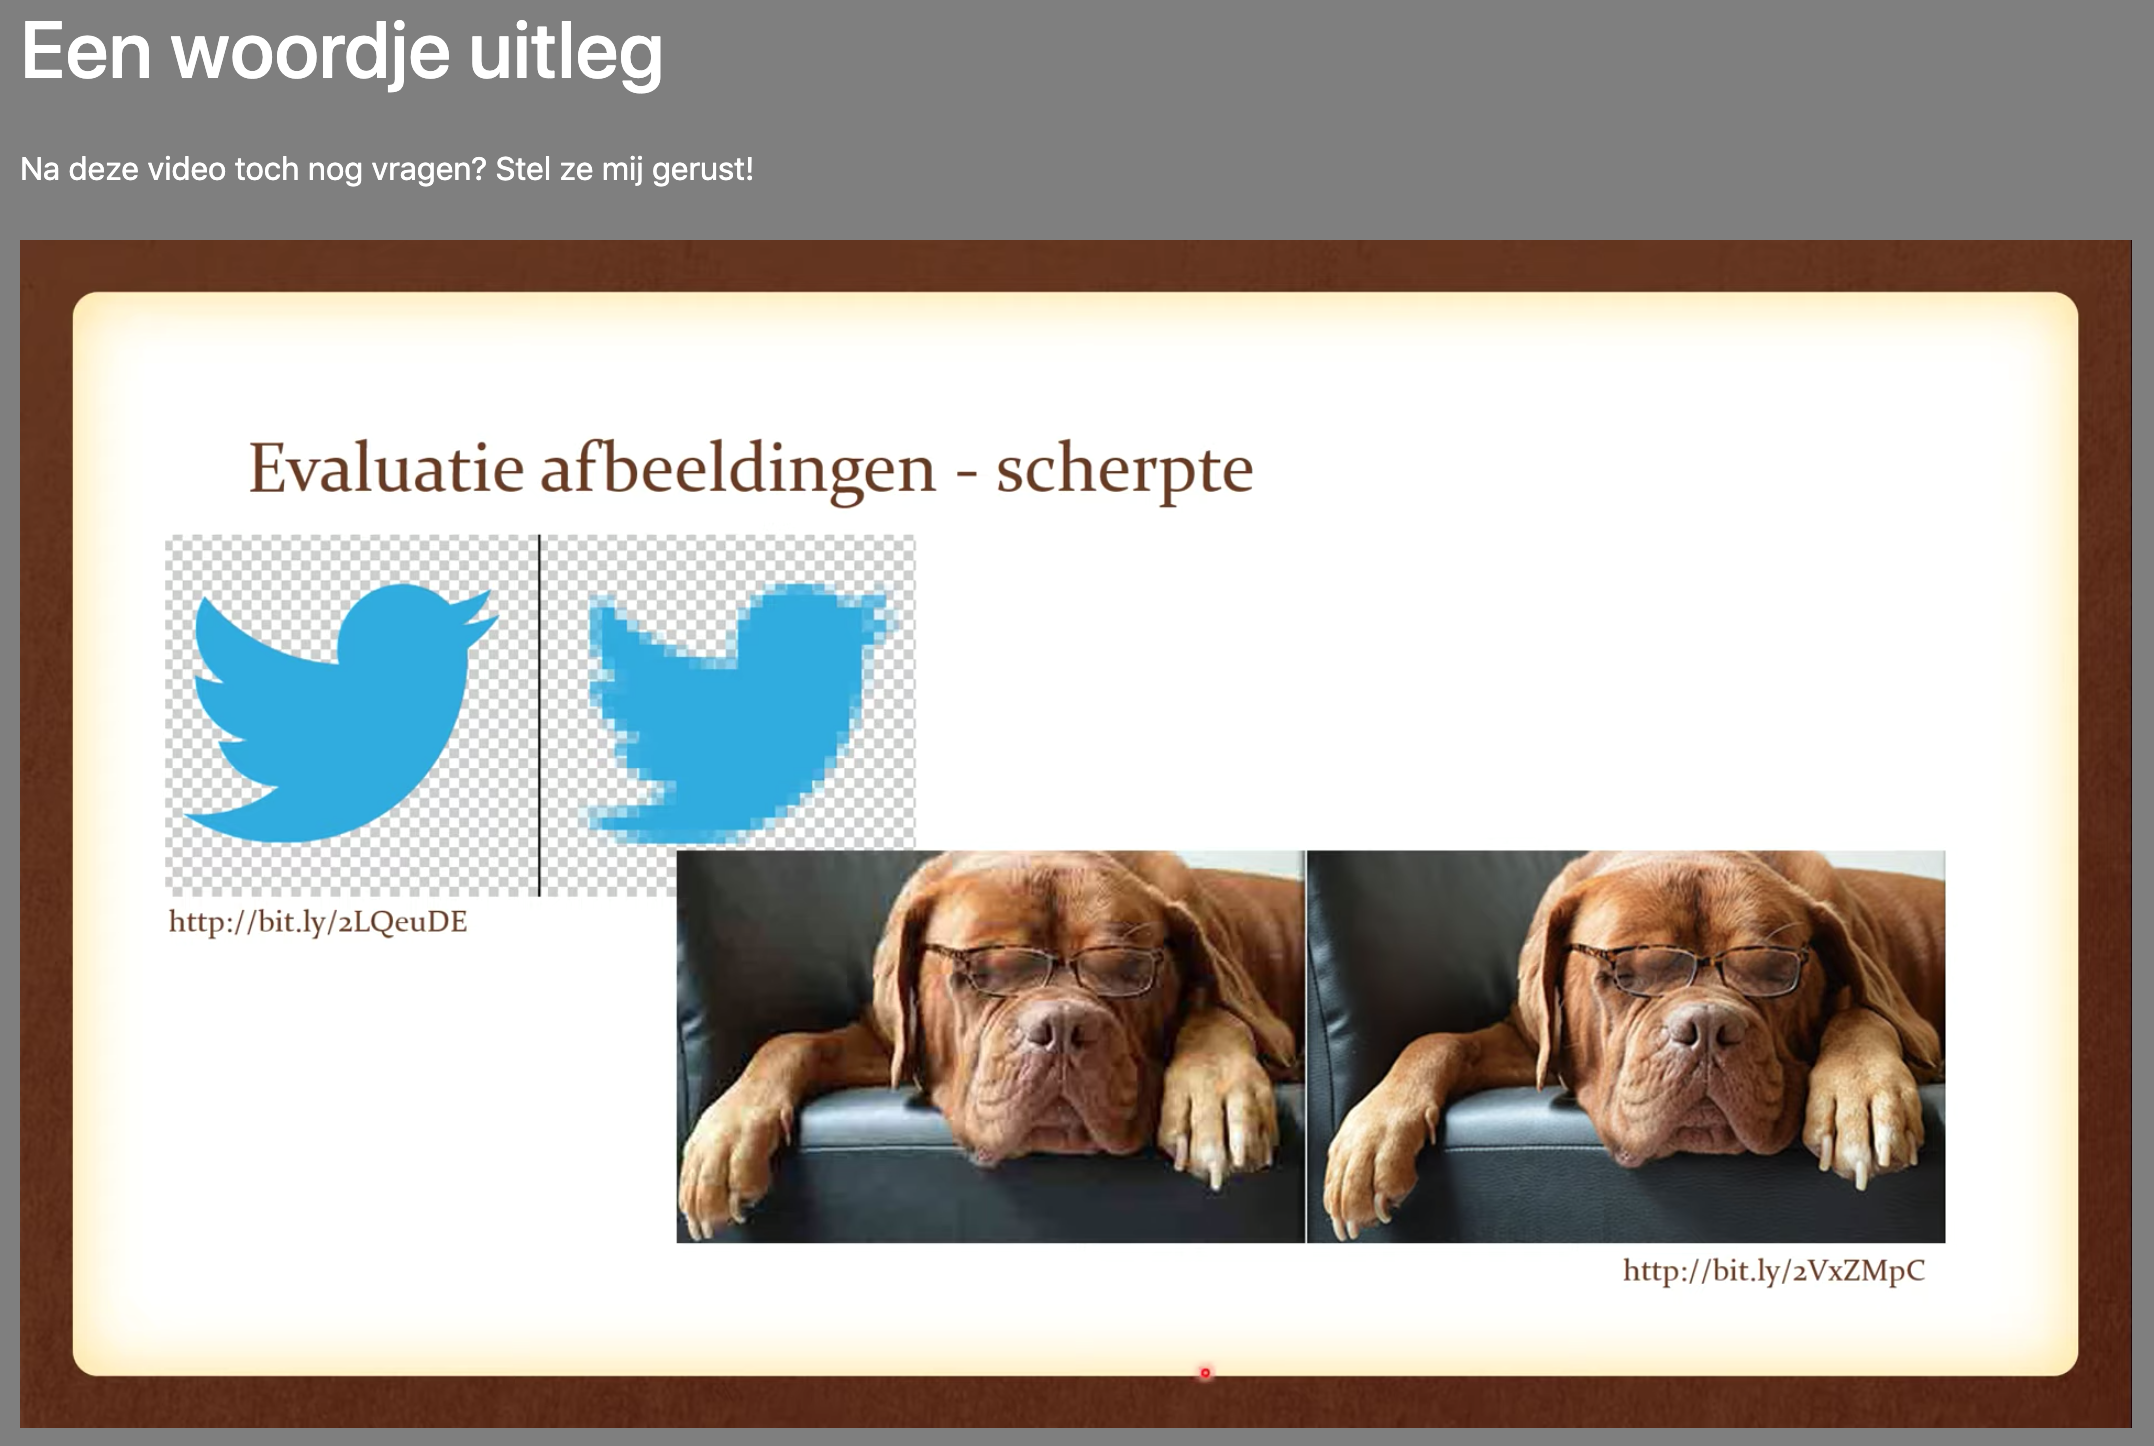 Een woordje uitleg
Na deze video toch nog vragen? Stel ze mij gerust!
Evaluatie afbeeldingen - scherpte
http://bit.ly/2LQeuDE
http://bit.ly/2VxZMpC